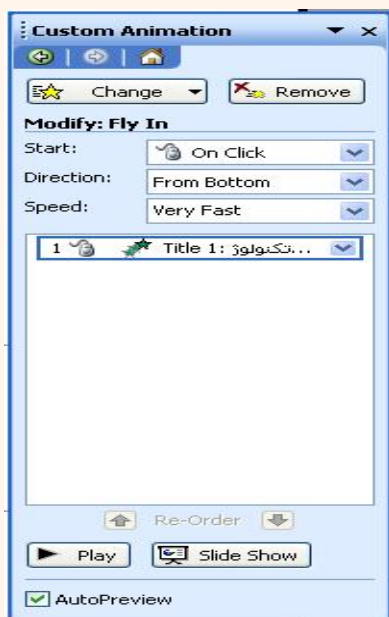 Custom Animation
Change
Remove
Modify: Fly In
Start: On Click
Direction: From Bottom
Speed: Very Fast
1 Title 1: تكنولوژ...
Re-Order
Play
Slide Show
AutoPreview